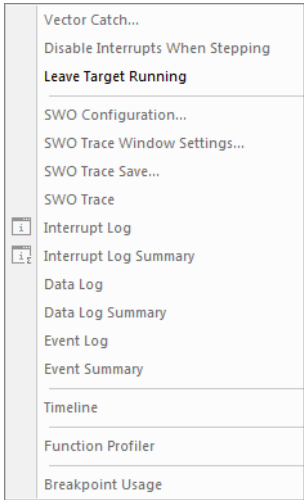 Vector Catch...
Disable Interrupts When Stepping
Leave Target Running
SWO Configuration...
SWO Trace Window Settings...
SWO Trace Save...
SWO Trace
Interrupt Log
Interrupt Log Summary
Data Log
Data Log Summary
Event Log
Event Summary
Timeline
Function Profiler
Breakpoint Usage